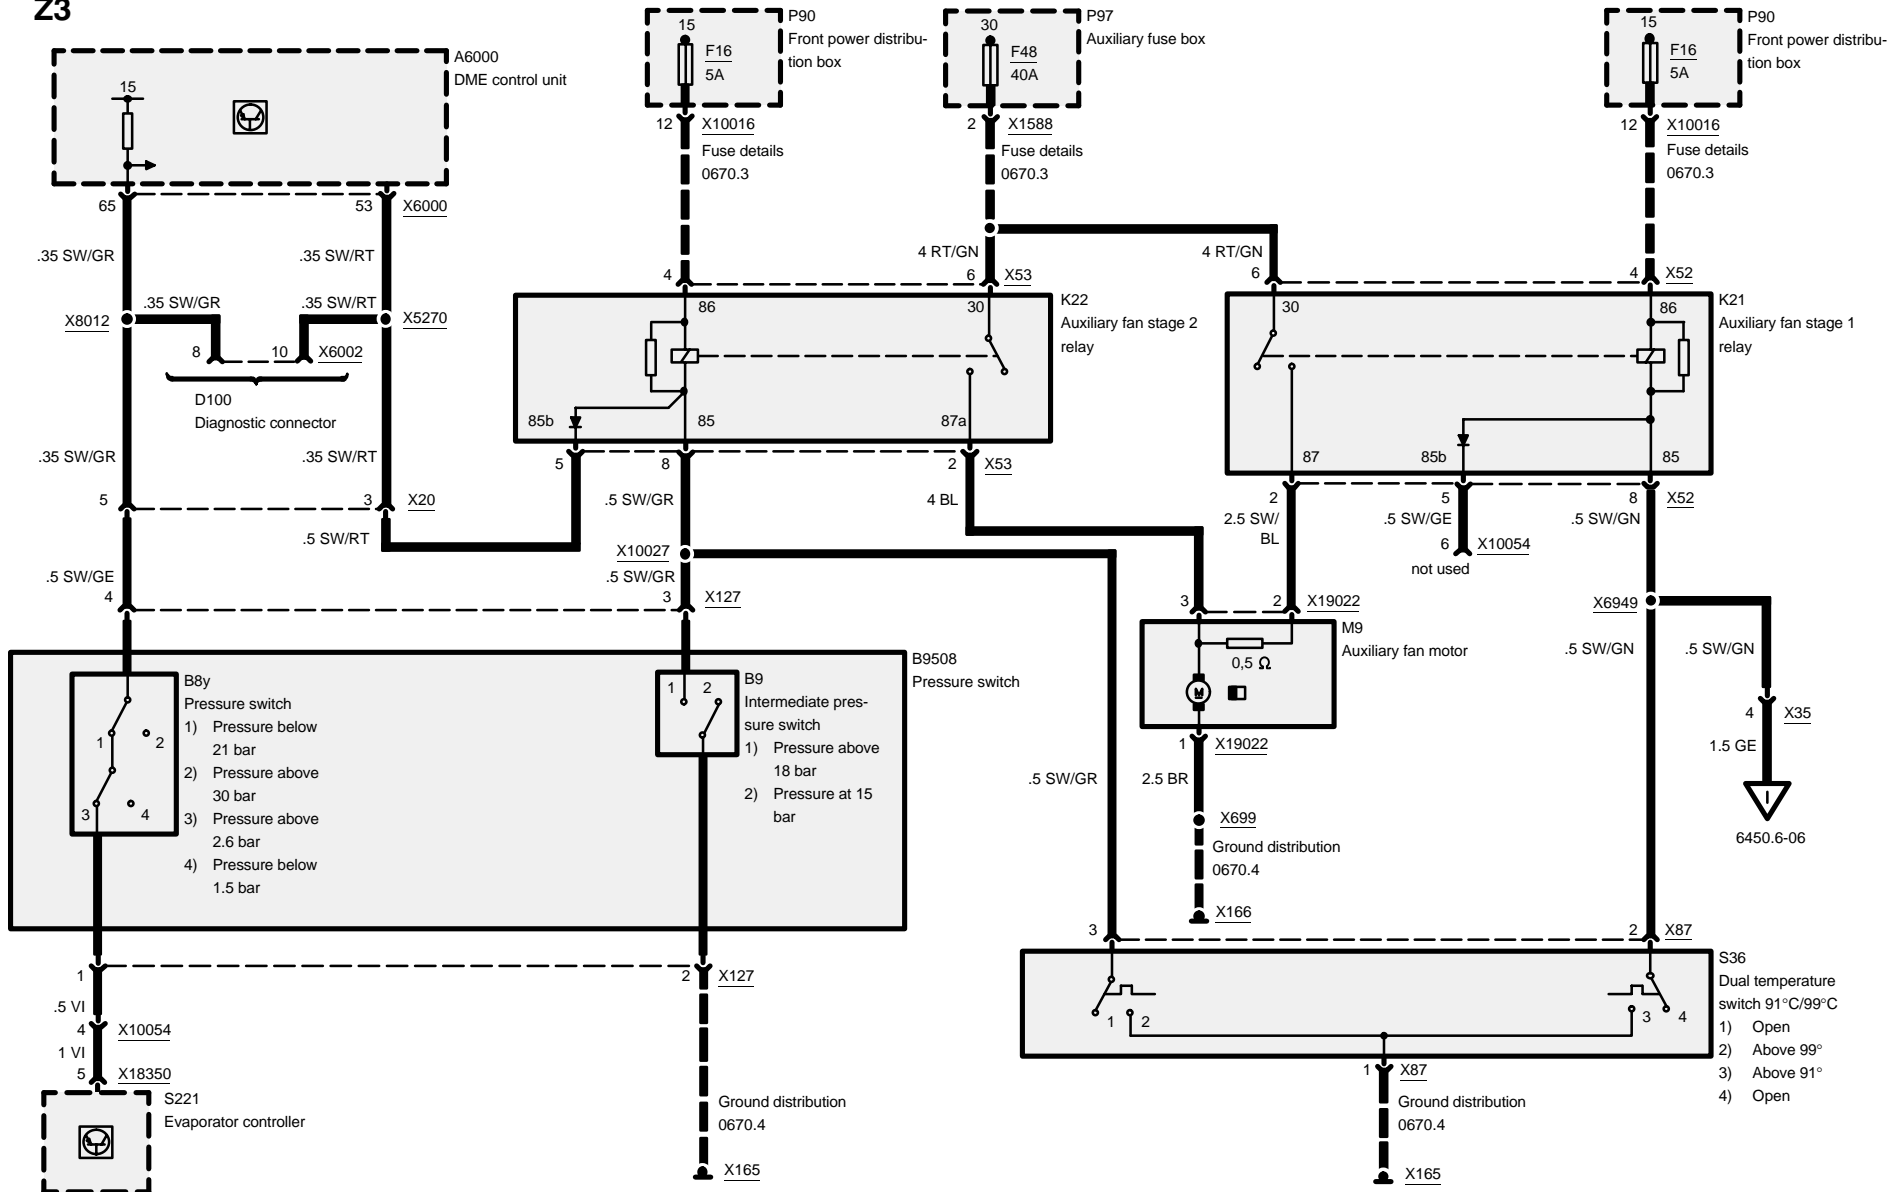 Z3
A6000
DME control unit
15
65
53
X6000
.35 SW/GR
.35 SW/RT
.35 SW/GR
.35 SW/RT
X8012
X5270
8
10
X6002
D100
Diagnostic connector
.35 SW/GR
.35 SW/RT
5
3
X20
.5 SW/RT
.5 SW/GE
4
P90
Front power distribu-
tion box
15
F16
5A
12
X10016
Fuse details
0670.3
4
P97
Auxiliary fuse box
30
F48
40A
2
X1588
Fuse details
0670.3
4 RT/GN
6
X53
4 RT/GN
6
P90
Front power distribu-
tion box
15
F16
5A
12
X10016
Fuse details
0670.3
4
X52
86
30
K22
Auxiliary fan stage 2
relay
85b
85
87a
5
8
2
X53
.5 SW/GR
4 BL
X10027
.5 SW/GR
3
X127
30
86
K21
Auxiliary fan stage 1
relay
87
85b
85
2
5
8
X52
2.5 SW/
BL
.5 SW/GE
.5 SW/GN
6
X10054
not used
3
2
X19022
M9
Auxiliary fan motor
0,5 Ω
M
1
X19022
2.5 BR
X699
Ground distribution
0670.4
X166
X6949
.5 SW/GN
.5 SW/GN
4
X35
1.5 GE
I
6450.6-06
B9508
Pressure switch
B8y
Pressure switch
1) Pressure below
21 bar
2) Pressure above
30 bar
3) Pressure above
2.6 bar
4) Pressure below
1.5 bar
1
2
3
4
1
2
B9
Intermediate pres-
sure switch
1) Pressure above
18 bar
2) Pressure at 15
bar
.5 SW/GR
1
2
X127
.5 VI
4
X10054
1 VI
5
X18350
S221
Evaporator controller
Ground distribution
0670.4
X165
3
2
X87
S36
Dual temperature
switch 91°C/99°C
1) Open
2) Above 99°
3) Above 91°
4) Open
1
2
3
4
1
X87
Ground distribution
0670.4
X165